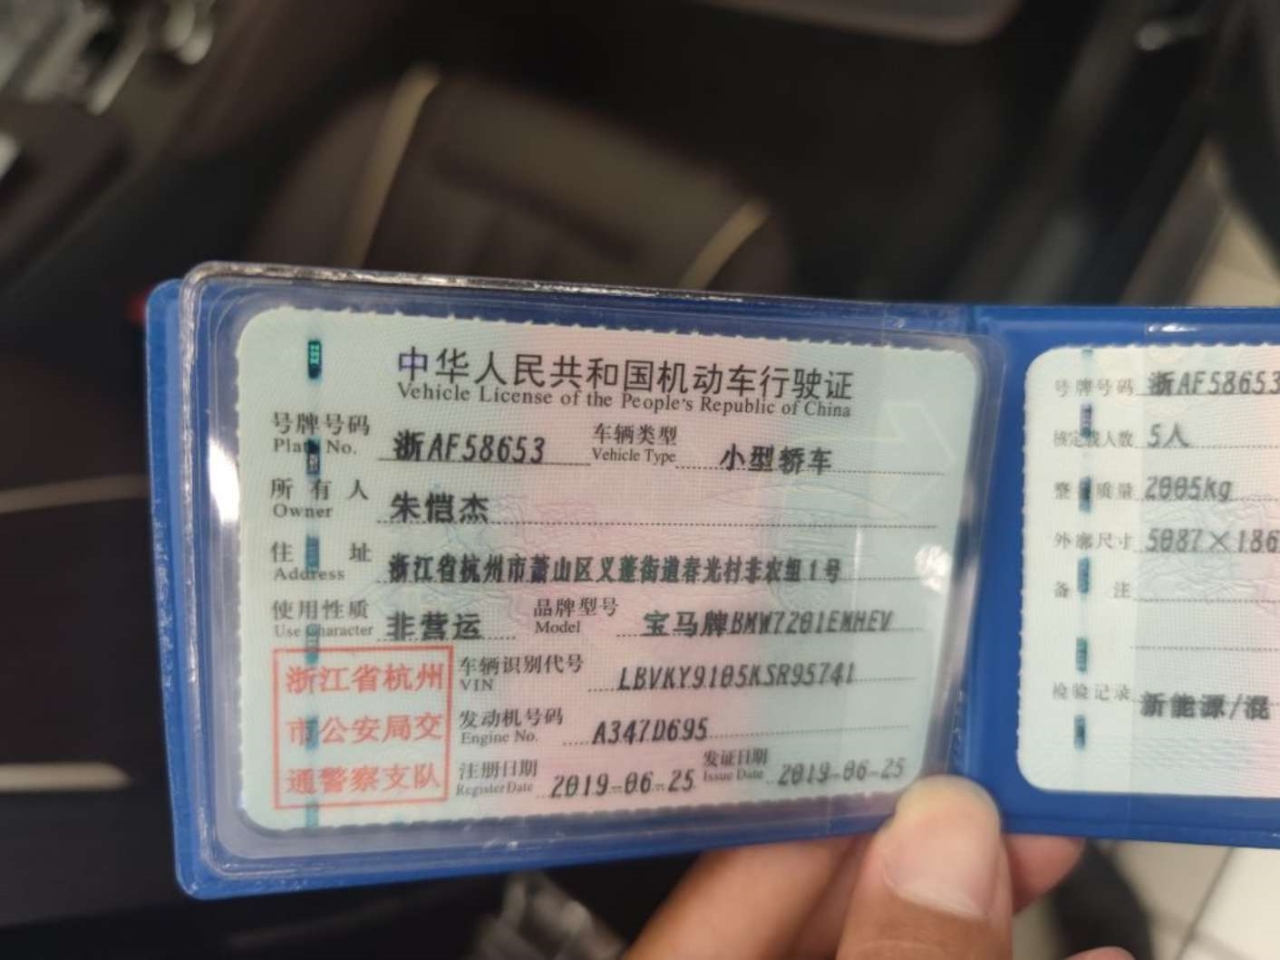 中华人民共和国机动车行驶证
Vehicle License of the People's Republic of China
号牌号码 浙AF58653 车辆类型 小型轿车
Plate No. Vehicle Type
所有人 朱恺杰
Owner
住址 浙江省杭州市萧山区义蓬街道春光村非农组1号
Address
使用性质 非营运 品牌型号 宝马牌BMW7201EMHEV
Use Character Model
浙江省杭州
市公安局交
通警察支队
车辆识别代号 LBVKY9105KSR95741
VIN
发动机号码 A347D695
Engine No.
注册日期 2019-06-25 发证日期 2019-06-25
Register Date Issue Date
号牌号码 浙AF58653
核定载人数 5人
整备质量 2005kg
外廓尺寸 5087×186
备注
检验记录 新能源/混